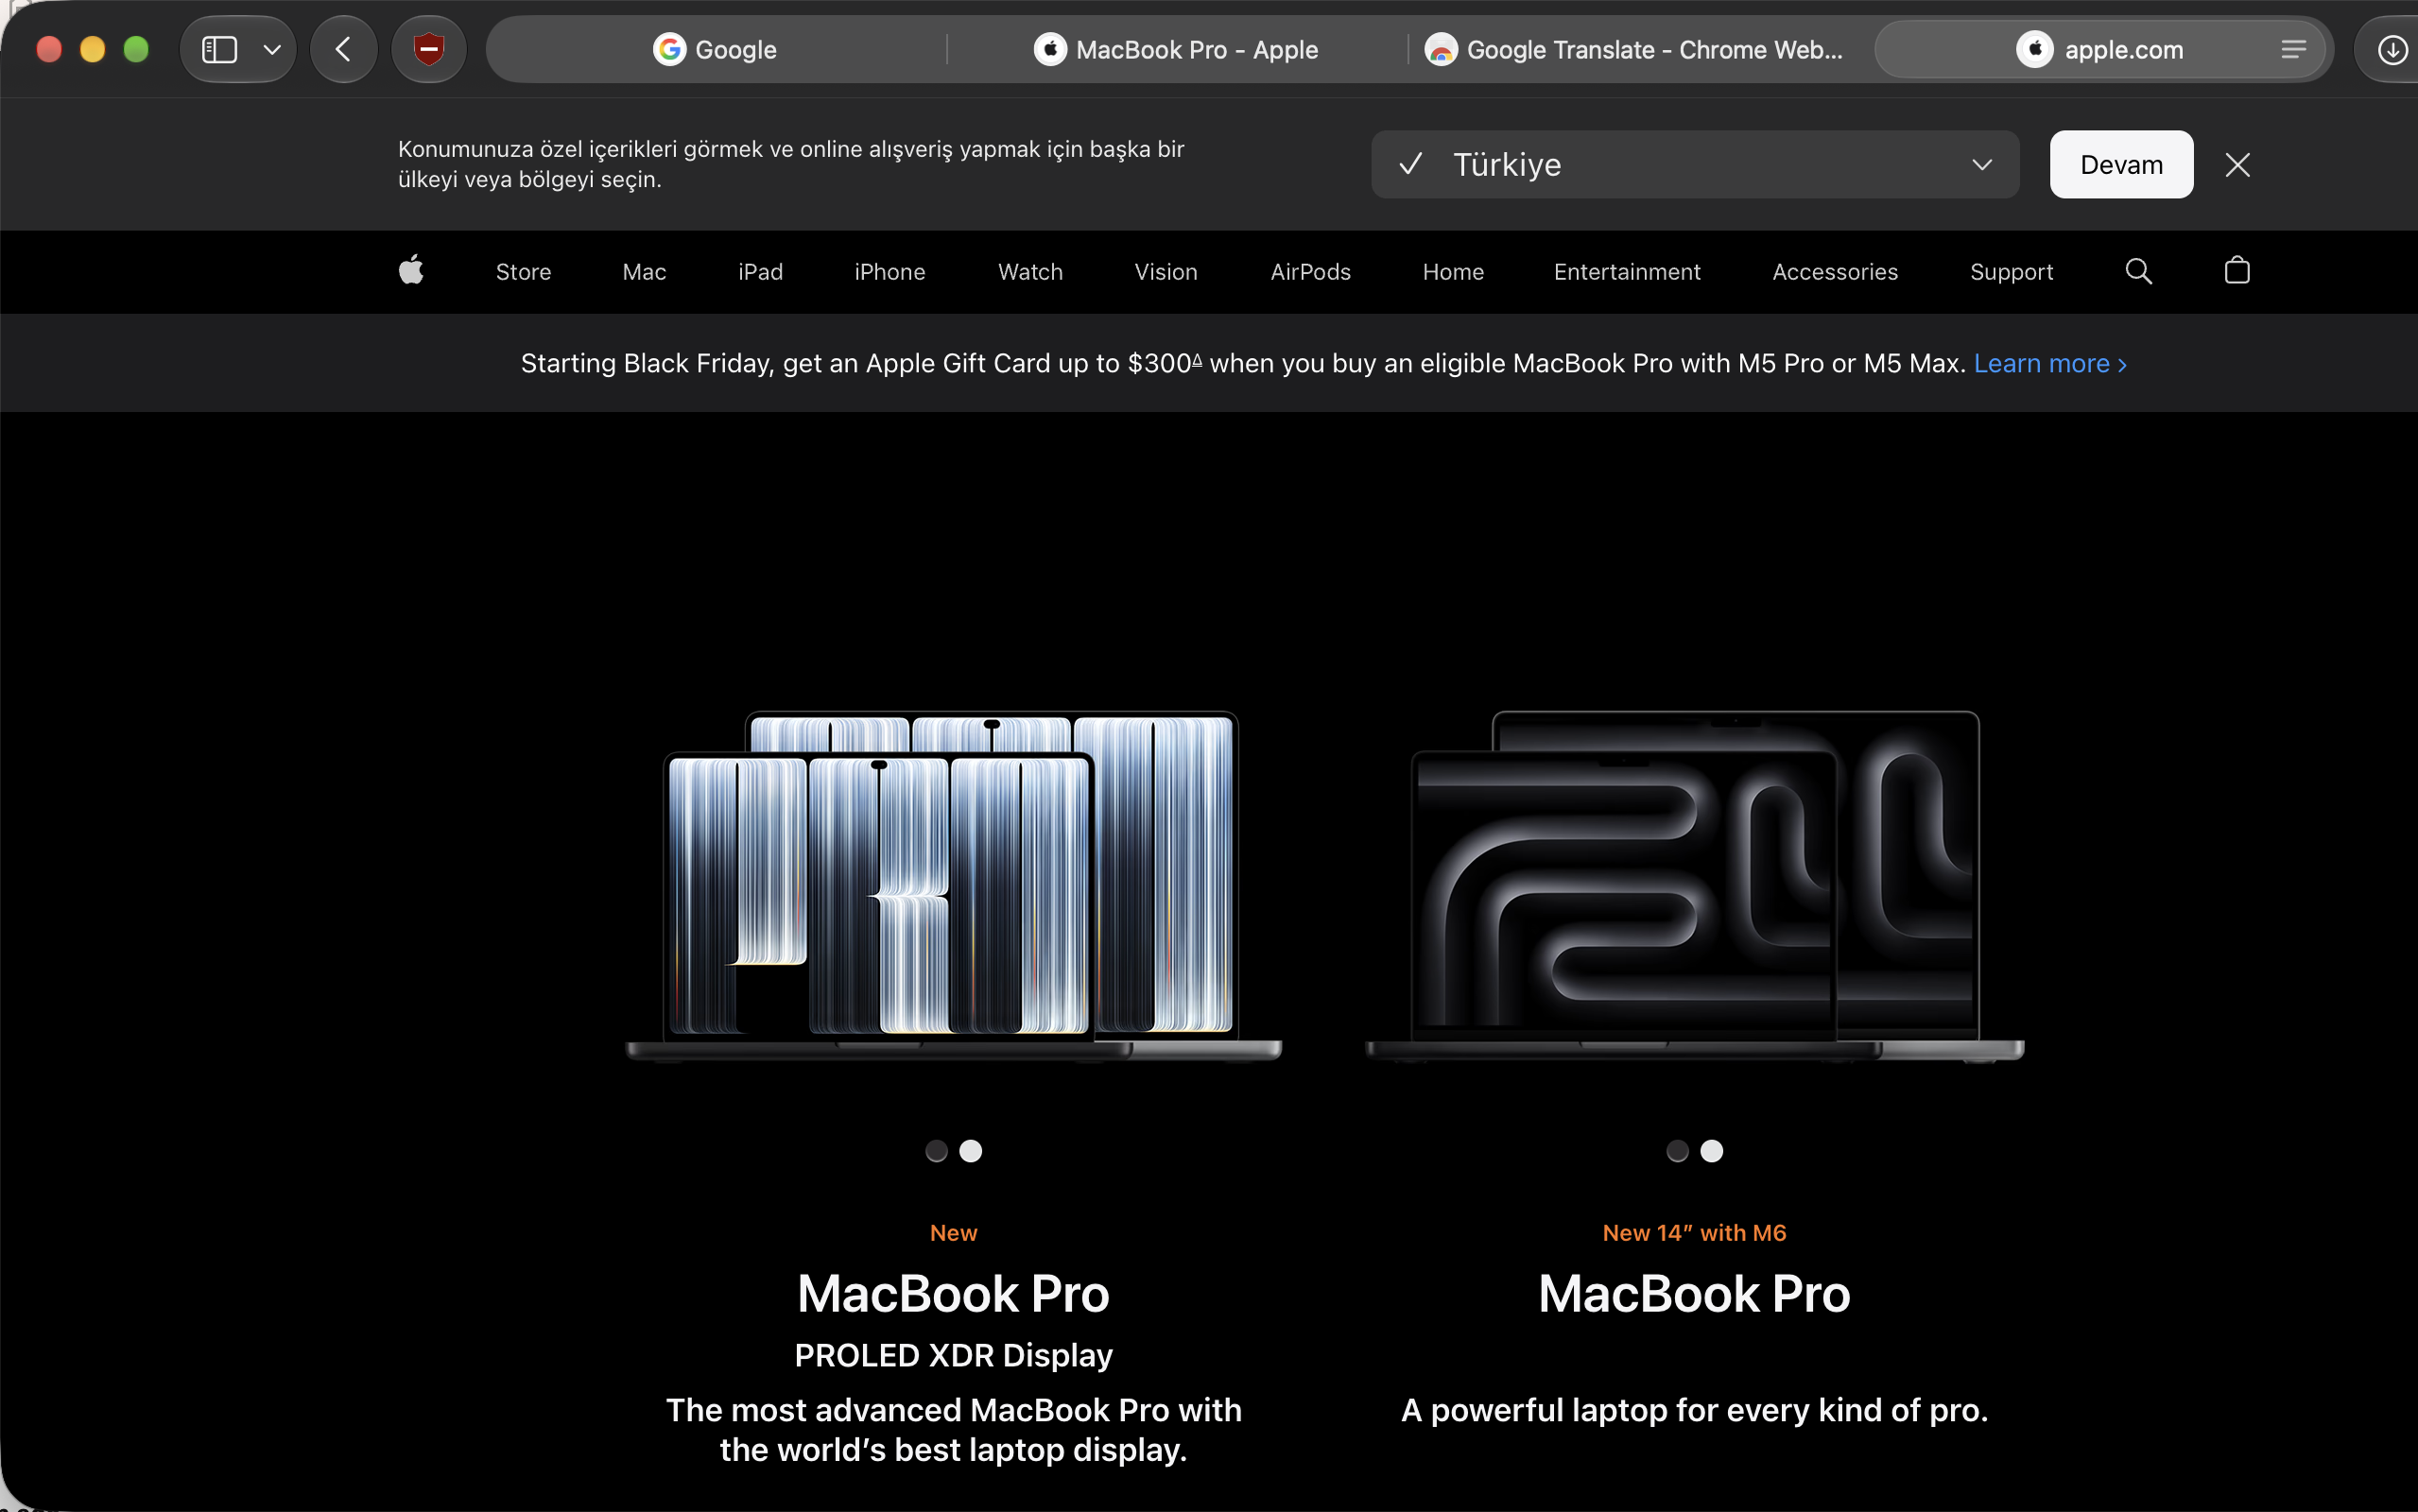 Google
MacBook Pro - Apple
Google Translate - Chrome Web...
apple.com
Konumunuza özel içerikleri görmek ve online alışveriş yapmak için başka bir
ülkeyi veya bölgeyi seçin.
Türkiye
Devam
Store
Mac
iPad
iPhone
Watch
Vision
AirPods
Home
Entertainment
Accessories
Support
Starting Black Friday, get an Apple Gift Card up to $300∆ when you buy an eligible MacBook Pro with M5 Pro or M5 Max. Learn more >
New
MacBook Pro
PROLED XDR Display
The most advanced MacBook Pro with
the world’s best laptop display.
New 14” with M6
MacBook Pro
A powerful laptop for every kind of pro.